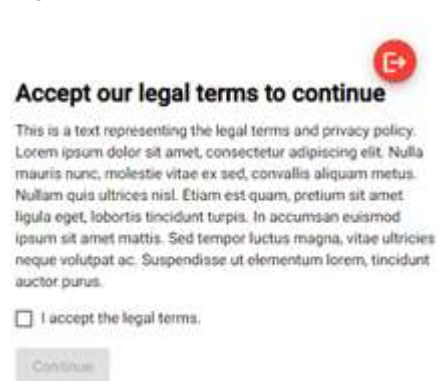 Accept our legal terms to continue
This is a text representing the legal terms and privacy policy.
Lorem ipsum dolor sit amet, consectetur adipiscing elit. Nulla
mauris nunc, molestie vitae ex sed, convallis aliquam metus.
Nullam quis ultrices nisl. Etiam est quam, pretium sit amet
ligula eget, lobortis tincidunt turpis. In accumsan euismod
ipsum sit amet mattis. Sed tempor luctus magna, vitae ultricies
neque volutpat ac. Suspendisse ut elementum lorem, tincidunt
auctor purus.
I accept the legal terms.
Continue